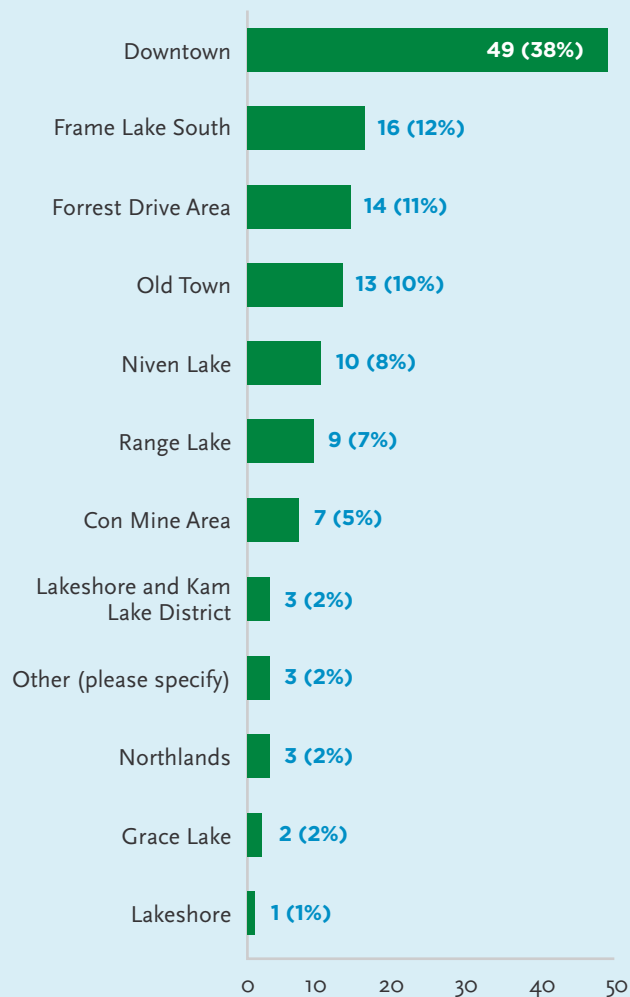 Downtown 49 (38%)
Frame Lake South 16 (12%)
Forrest Drive Area 14 (11%)
Old Town 13 (10%)
Niven Lake 10 (8%)
Range Lake 9 (7%)
Con Mine Area 7 (5%)
Lakeshore and Kam
Lake District 3 (2%)
Other (please specify) 3 (2%)
Northlands 3 (2%)
Grace Lake 2 (2%)
Lakeshore 1 (1%)
0 10 20 30 40 50